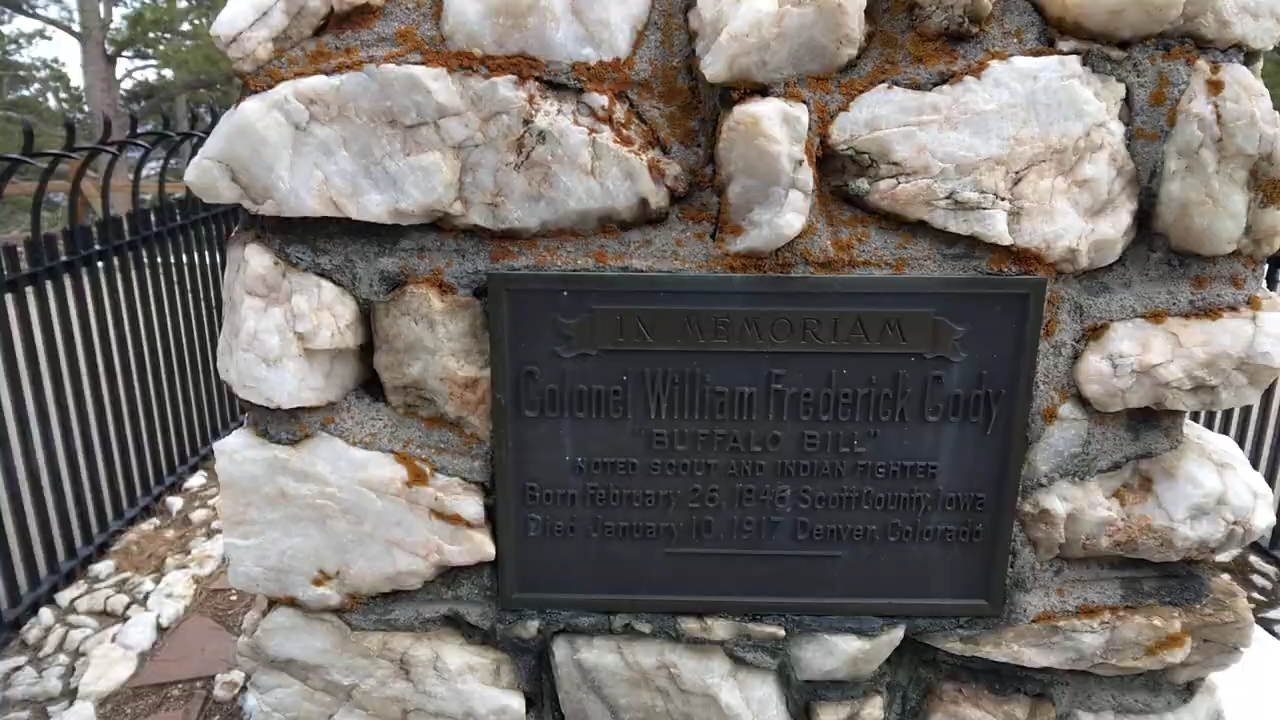 IN MEMORIAM
Colonel William Frederick Cody
"BUFFALO BILL"
NOTED SCOUT AND INDIAN FIGHTER
Born February 26, 1846, Scott County, Iowa
Died January 10, 1917 Denver, Colorado